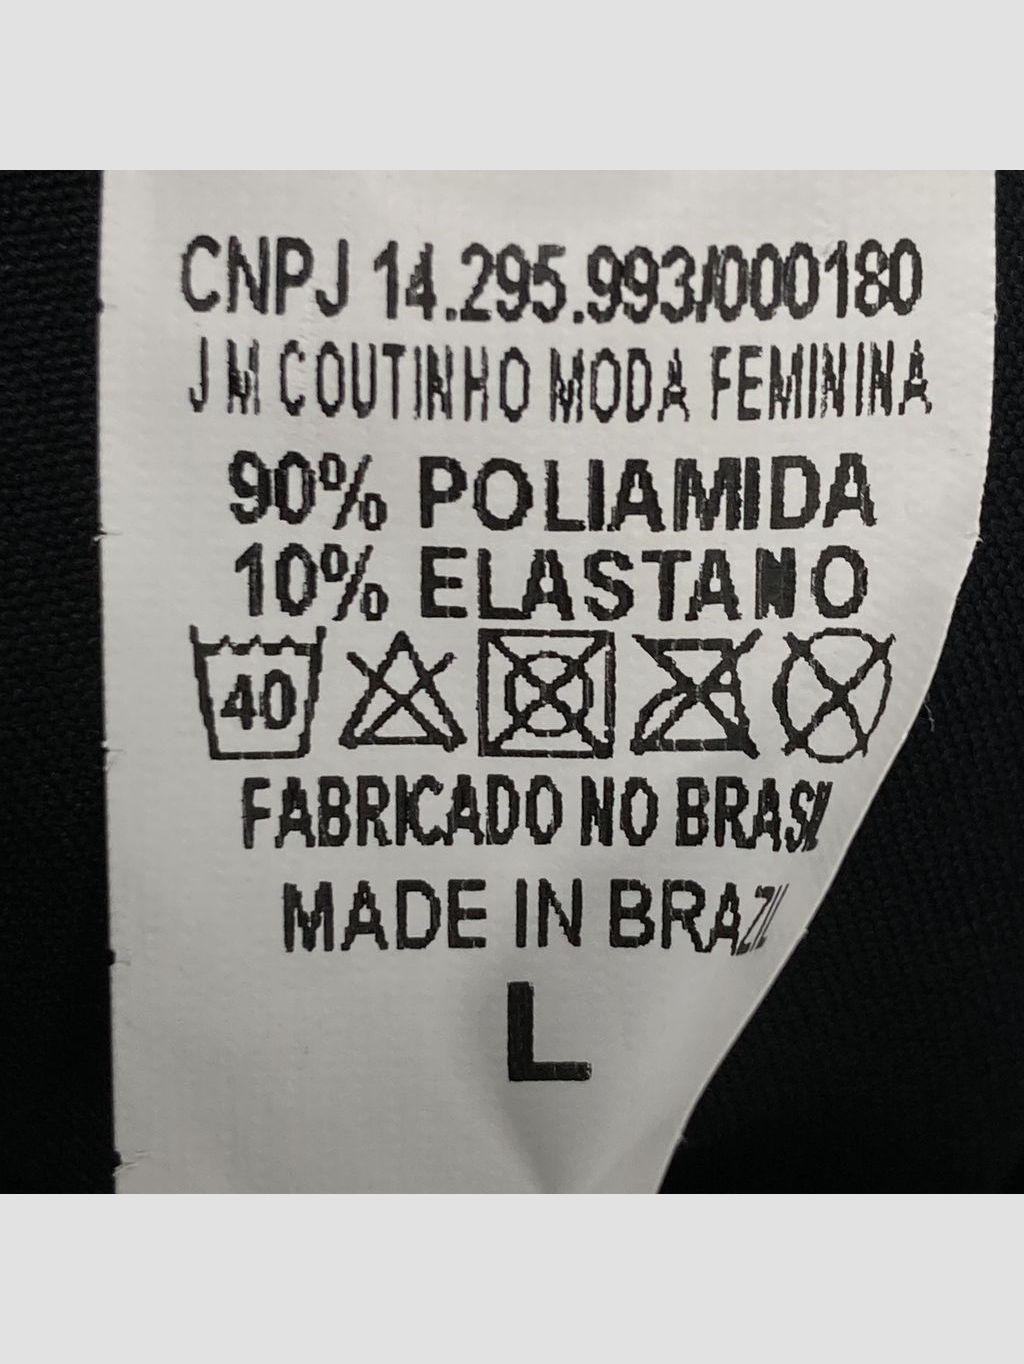 CNPJ 14.295.993/000180
J M COUTINHO MODA FEMININA
90% POLIAMIDA
10% ELASTANO
40
FABRICADO NO BRASIL
MADE IN BRAZIL
L